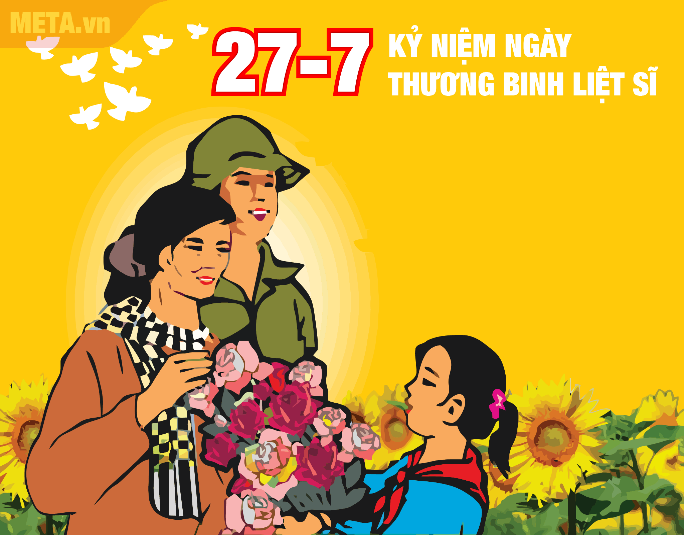 META.vn
27-7
KỶ NIỆM NGÀY
THƯƠNG BINH LIỆT SĨ